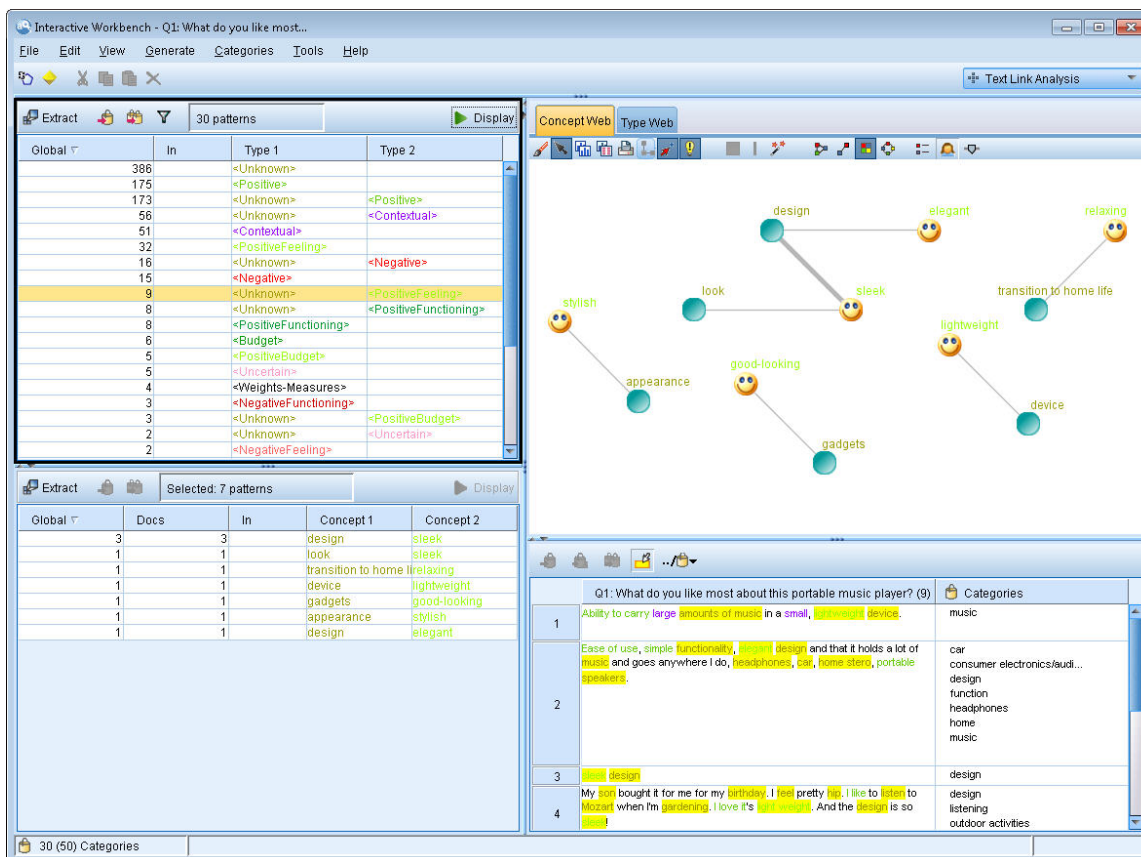 Interactive Workbench - Q1: What do you like most...
File Edit View Generate Categories Tools Help
Text Link Analysis
Extract 30 patterns Display
Global In Type 1 Type 2
386 <Unknown>
175 <Positive>
173 <Unknown> <Positive>
56 <Unknown> <Contextual>
51 <Contextual>
32 <PositiveFeeling>
16 <Unknown> <Negative>
15 <Negative>
9 <Unknown> <PositiveFeeling>
8 <Unknown> <PositiveFunctioning>
8 <PositiveFunctioning>
6 <Budget>
5 <PositiveBudget>
5 <Uncertain>
4 <Weights-Measures>
3 <NegativeFunctioning>
3 <Unknown> <PositiveBudget>
2 <Unknown> <Uncertain>
2 <NegativeFeeling>
Extract Selected: 7 patterns Display
Global Docs In Concept 1 Concept 2
3 3 design sleek
1 1 look sleek
1 1 transition to home li relaxing
1 1 device lightweight
1 1 gadgets good-looking
1 1 appearance stylish
1 1 design elegant
Concept Web Type Web
design elegant relaxing
look sleek transition to home life
stylish lightweight
good-looking
appearance
device
gadgets
../
Q1: What do you like most about this portable music player? (9) Categories
1 Ability to carry large amounts of music in a small, lightweight device. music
2 Ease of use, simple functionality, elegant design and that it holds a lot of
music and goes anywhere I do, headphones, car, home stero, portable
speakers.
car
consumer electronics/audi...
design
function
headphones
home
music
3 sleek design design
4 My son bought it for me for my birthday. I feel pretty hip. I like to listen to
Mozart when I'm gardening. I love it's light weight. And the design is so
sleek!
design
listening
outdoor activities
30 (50) Categories